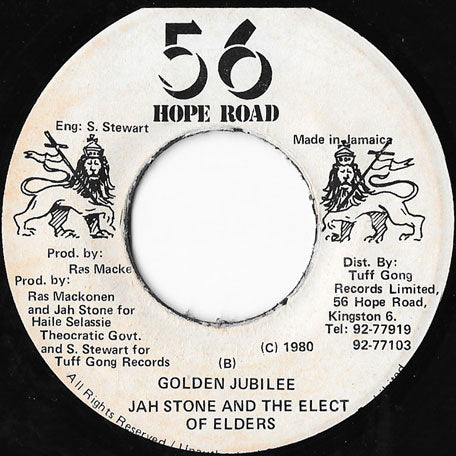 56
HOPE ROAD
Eng: S. Stewart
Made in Jamaica
Prod. by:
Ras Macke
Prod. by:
Ras Mackonen
and Jah Stone for
Haile Selassie
Theocratic Govt.
and S. Stewart for
Tuff Gong Records
Dist. By:
Tuff Gong
Records Limited,
56 Hope Road,
Kingston 6.
Tel: 92-77919
92-77103
(B)
(C) 1980
GOLDEN JUBILEE
JAH STONE AND THE ELECT
OF ELDERS
All Rights Reserved /